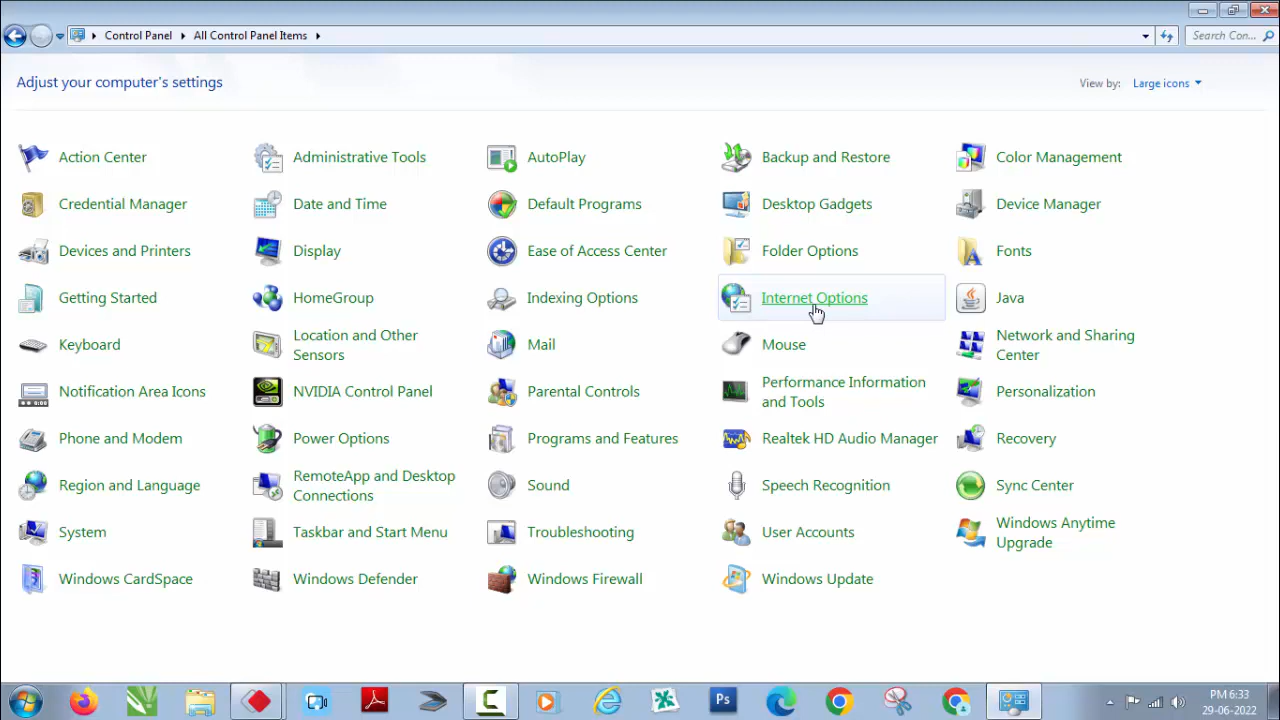 Control Panel All Control Panel Items
Search Con...
Adjust your computer's settings
View by: Large icons
Action Center
Administrative Tools
AutoPlay
Backup and Restore
Color Management
Credential Manager
Date and Time
Default Programs
Desktop Gadgets
Device Manager
Devices and Printers
Display
Ease of Access Center
Folder Options
Fonts
Getting Started
HomeGroup
Indexing Options
Internet Options
Java
Keyboard
Location and Other
Sensors
Mail
Mouse
Network and Sharing
Center
Notification Area Icons
NVIDIA Control Panel
Parental Controls
Performance Information
and Tools
Personalization
Phone and Modem
Power Options
Programs and Features
Realtek HD Audio Manager
Recovery
Region and Language
RemoteApp and Desktop
Connections
Sound
Speech Recognition
Sync Center
System
Taskbar and Start Menu
Troubleshooting
User Accounts
Windows Anytime
Upgrade
Windows CardSpace
Windows Defender
Windows Firewall
Windows Update
Ps
PM 6:33
29-06-2022